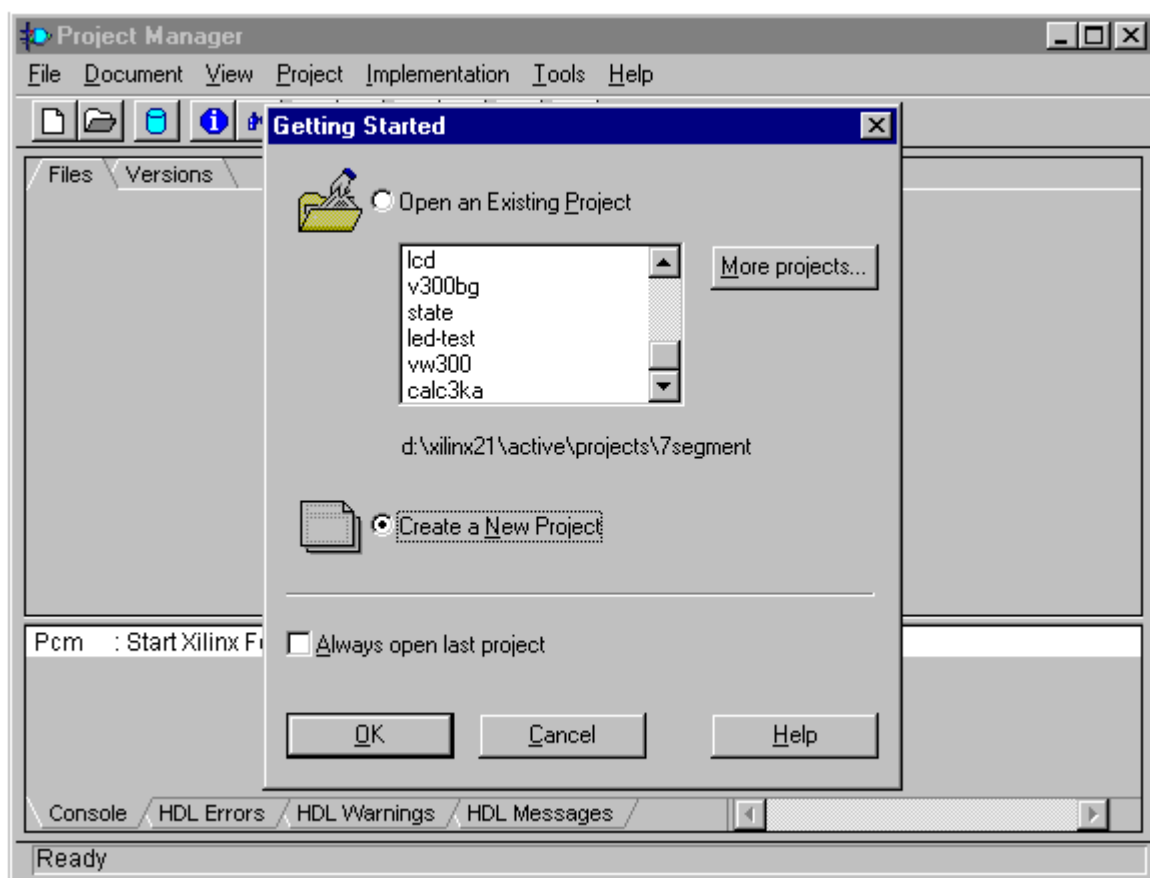 Project Manager
File Document View Project Implementation Tools Help
Getting Started
Files Versions
Open an Existing Project
lcd
v300bg
state
led-test
vw300
calc3ka
More projects...
d:\xilinx21\active\projects\7segment
Create a New Project
Pcm : Start Xilinx
Always open last project
OK Cancel Help
Console HDL Errors HDL Warnings HDL Messages
Ready